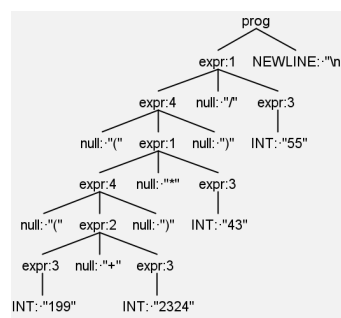 prog
expr:1 NEWLINE:·"\n
expr:4 null:·"/" expr:3
null:·"(" expr:1 null:·")" INT:·"55"
expr:4 null:·"*" expr:3
null:·"(" expr:2 null:·")" INT:·"43"
expr:3 null:·"+" expr:3
INT:·"199" INT:·"2324"